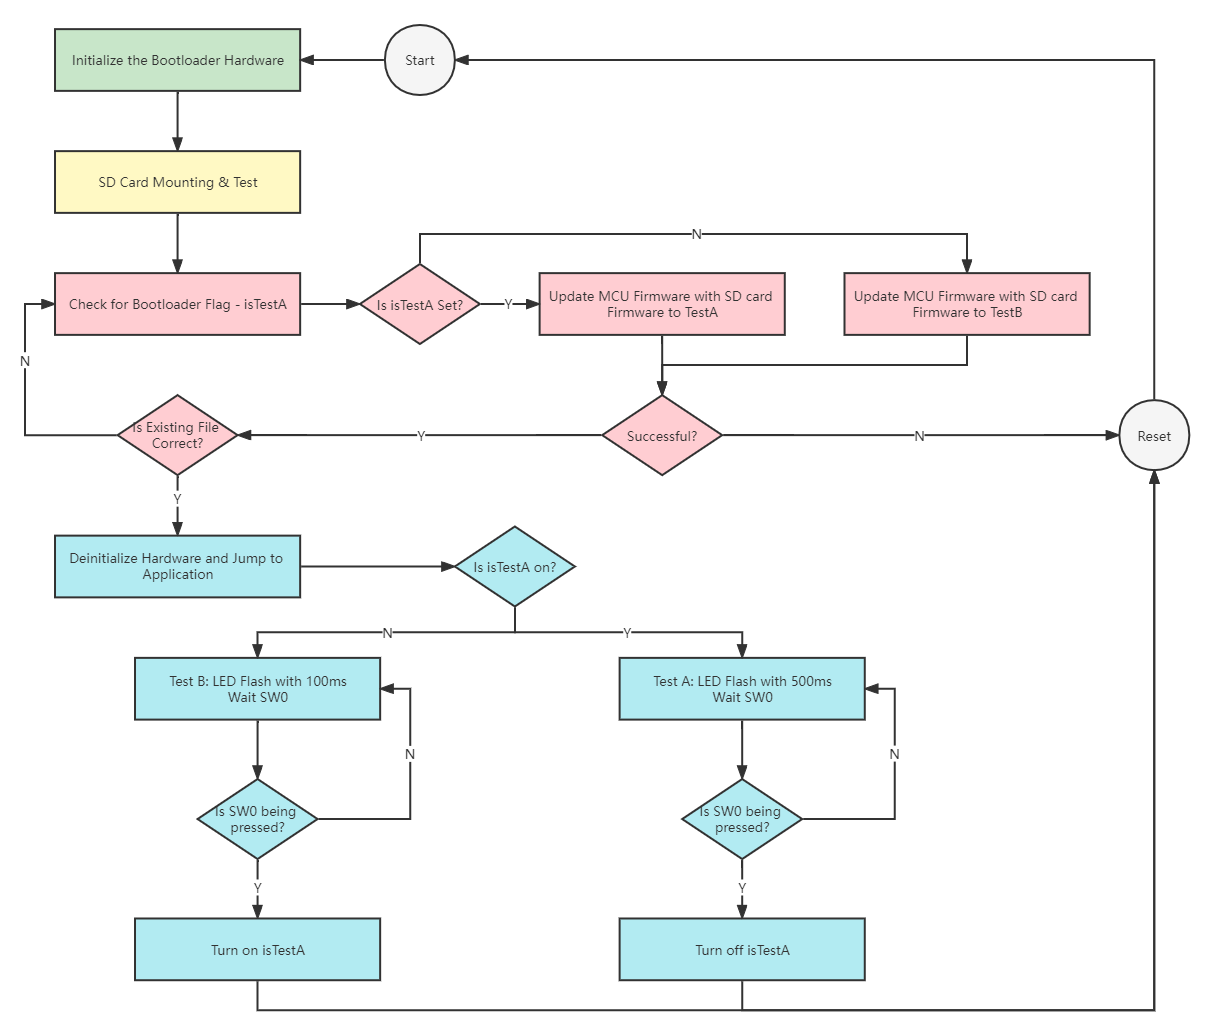 Initialize the Bootloader Hardware
Start
SD Card Mounting & Test
N
Check for Bootloader Flag - isTestA
Is isTestA Set?
Y
Update MCU Firmware with SD card
Firmware to TestA
Update MCU Firmware with SD card
Firmware to TestB
N
Is Existing File
Correct?
Y
Successful?
N
Reset
Y
Deinitialize Hardware and Jump to
Application
Is isTestA on?
N
Y
Test B: LED Flash with 100ms
Wait SW0
Test A: LED Flash with 500ms
Wait SW0
N
N
Is SW0 being
pressed?
Is SW0 being
pressed?
Y
Y
Turn on isTestA
Turn off isTestA